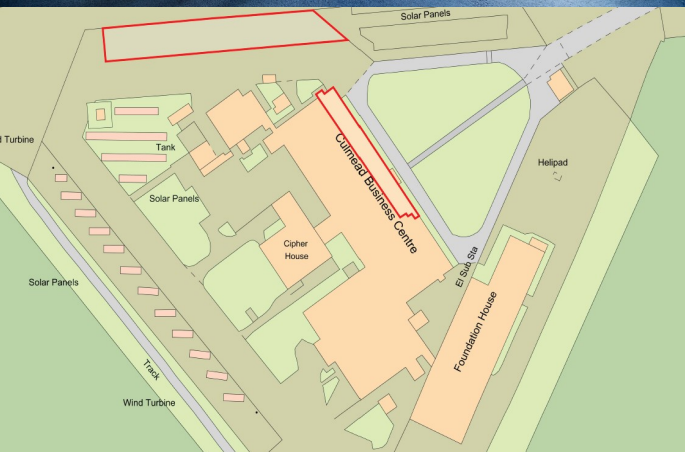 Solar Panels
d Turbine
Tank
Culmead Business Centre
Helipad
Solar Panels
Cipher
House
El Sub Sta
Solar Panels
Foundation House
Track
Wind Turbine